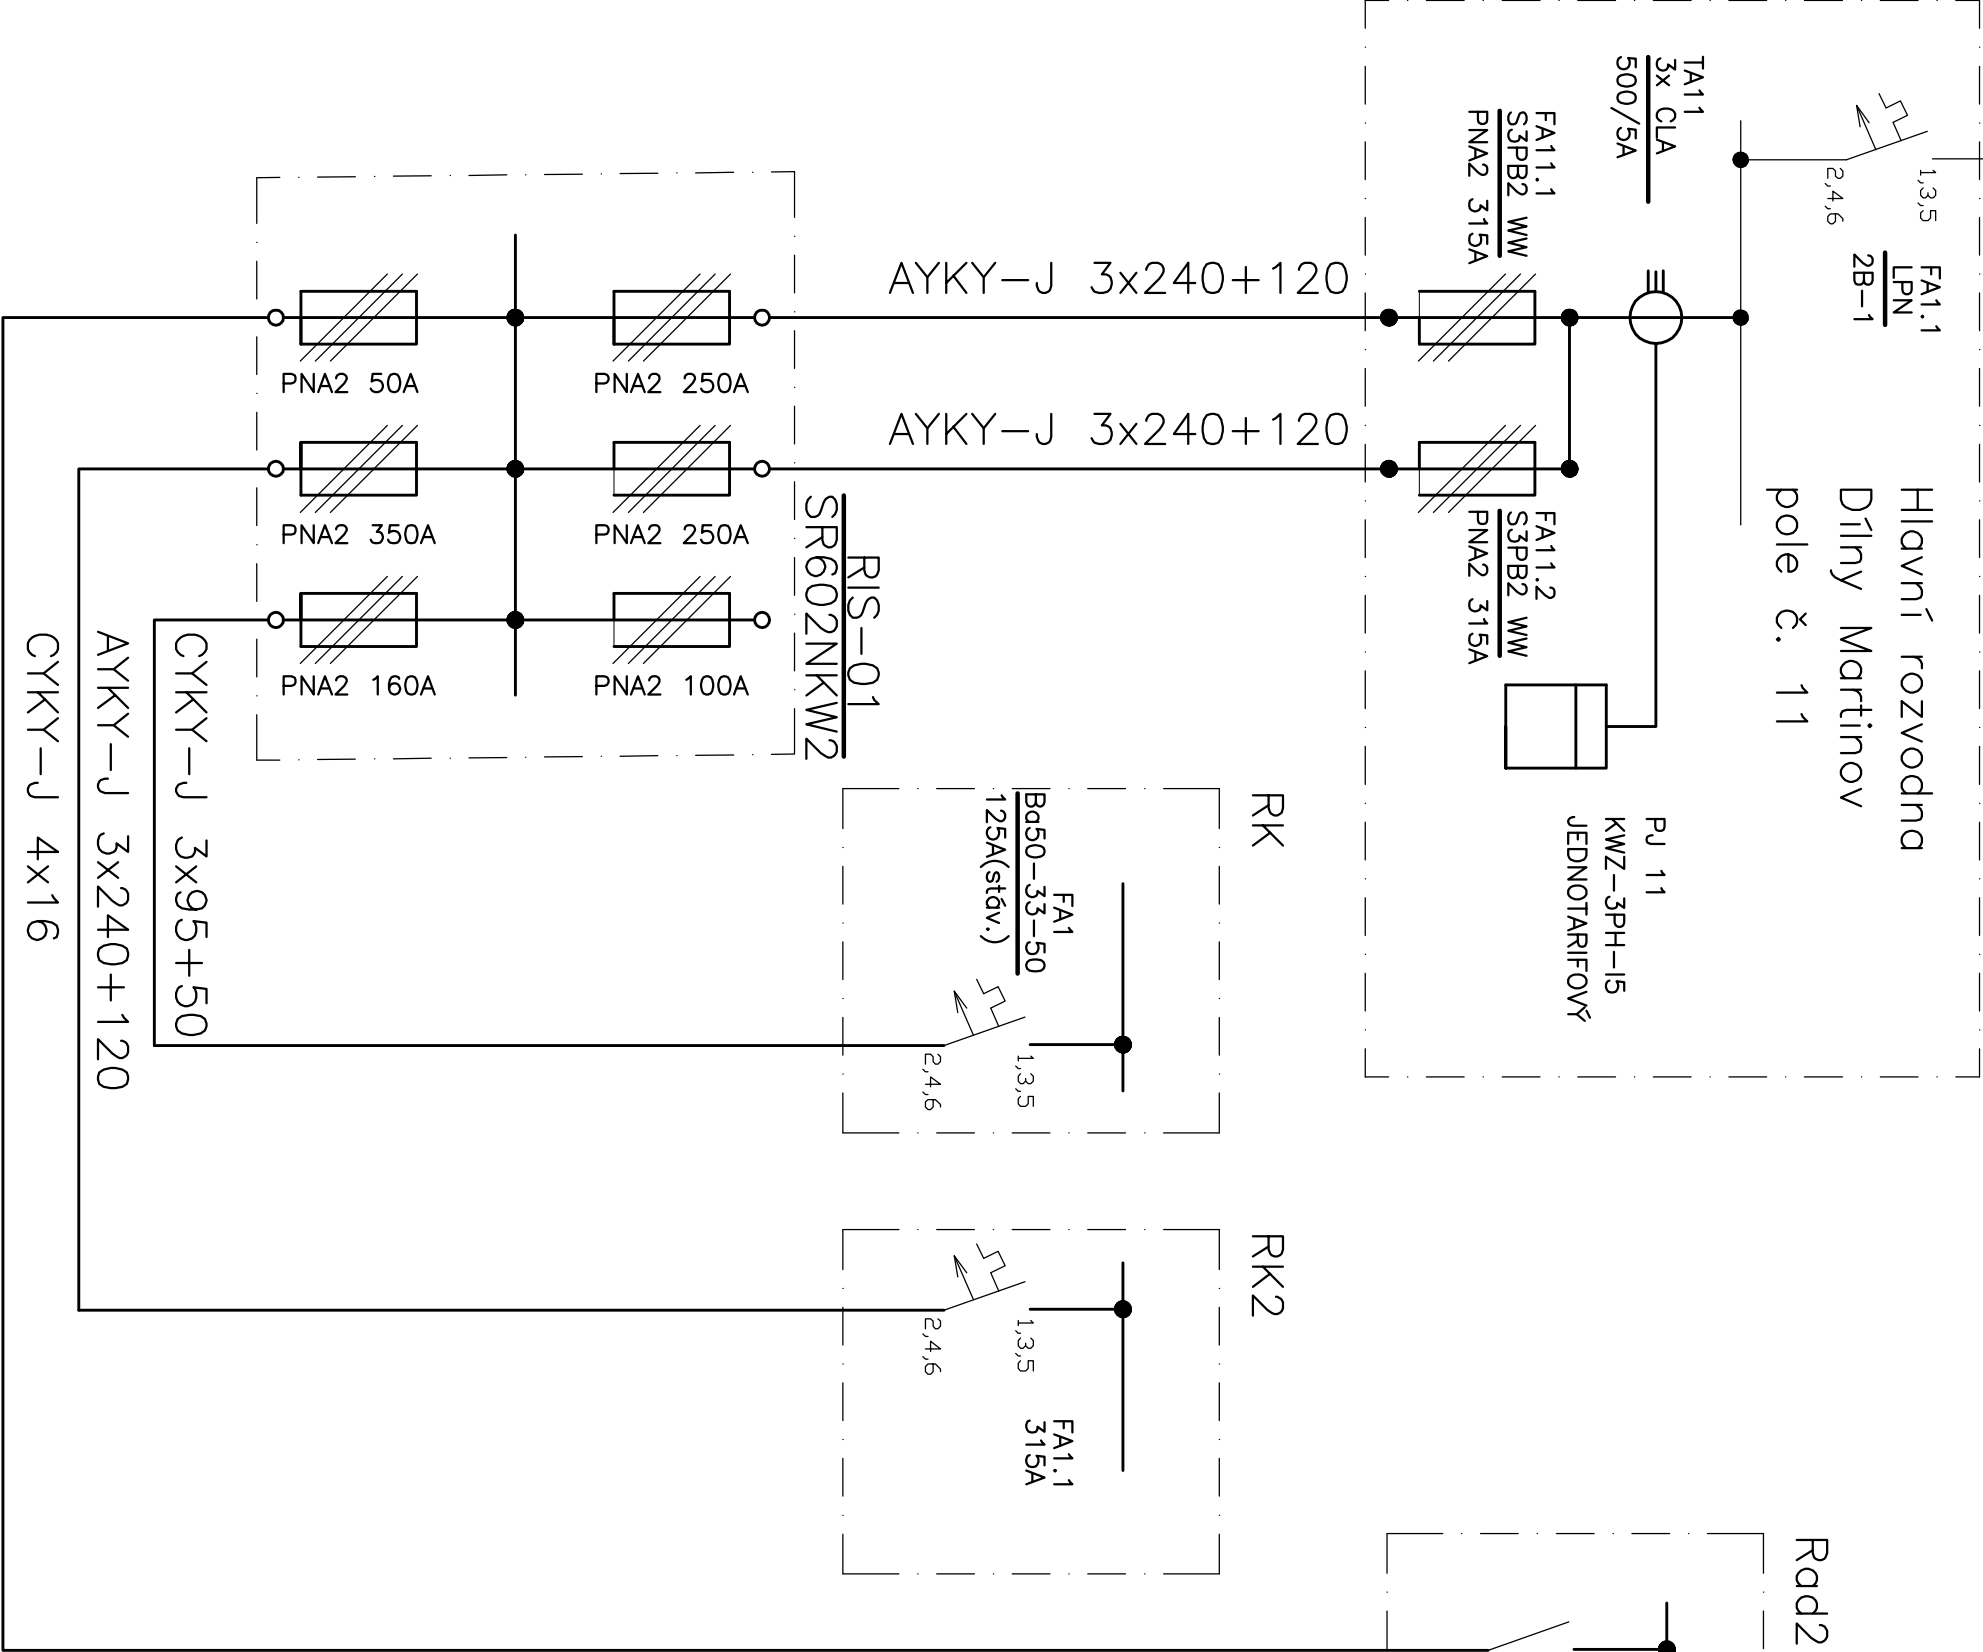 Hlavní rozvodna
Dílny Martinov
pole č. 11
1,3,5
2,4,6
FA1.1
LPN
2B-1
TA11
3x CLA
500/5A
FA11.1
S3PB2 WW
PNA2 315A
FA11.2
S3PB2 WW
PNA2 315A
PJ 11
KWZ-3PH-I5
JEDNOTARIFOVÝ
AYKY-J 3x240+120
AYKY-J 3x240+120
RIS-01
SR602NKW2
PNA2 50A
PNA2 250A
PNA2 350A
PNA2 250A
PNA2 160A
PNA2 100A
CYKY-J 3x95+50
AYKY-J 3x240+120
CYKY-J 4x16
RK
FA1
Ba50-33-50
125A(stáv.)
1,3,5
2,4,6
RK2
1,3,5
2,4,6
FA1.1
315A
Rad2